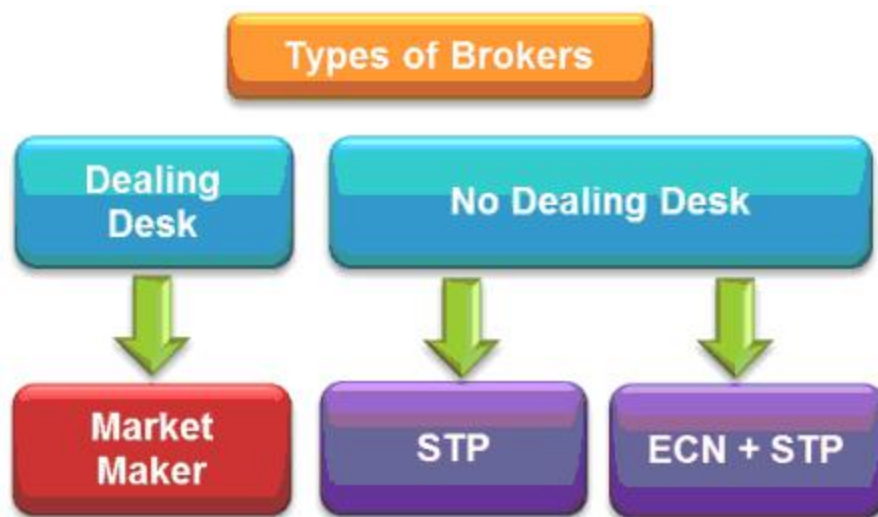 Types of Brokers
Dealing
Desk
No Dealing Desk
Market
Maker
STP
ECN + STP